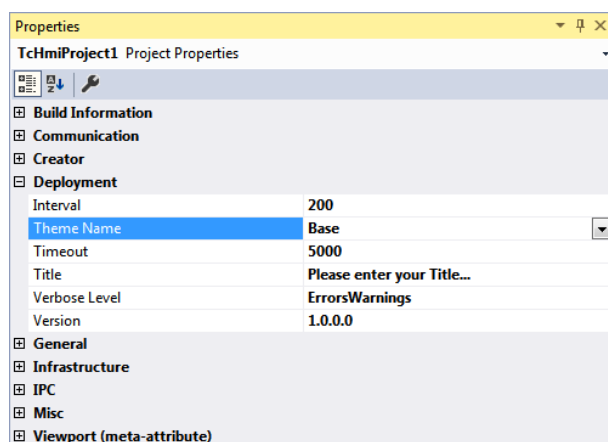 Properties
TcHmiProject1 Project Properties
Build Information
Communication
Creator
Deployment
Interval 200
Theme Name Base
Timeout 5000
Title Please enter your Title...
Verbose Level ErrorsWarnings
Version 1.0.0.0
General
Infrastructure
IPC
Misc
Viewport (meta-attribute)